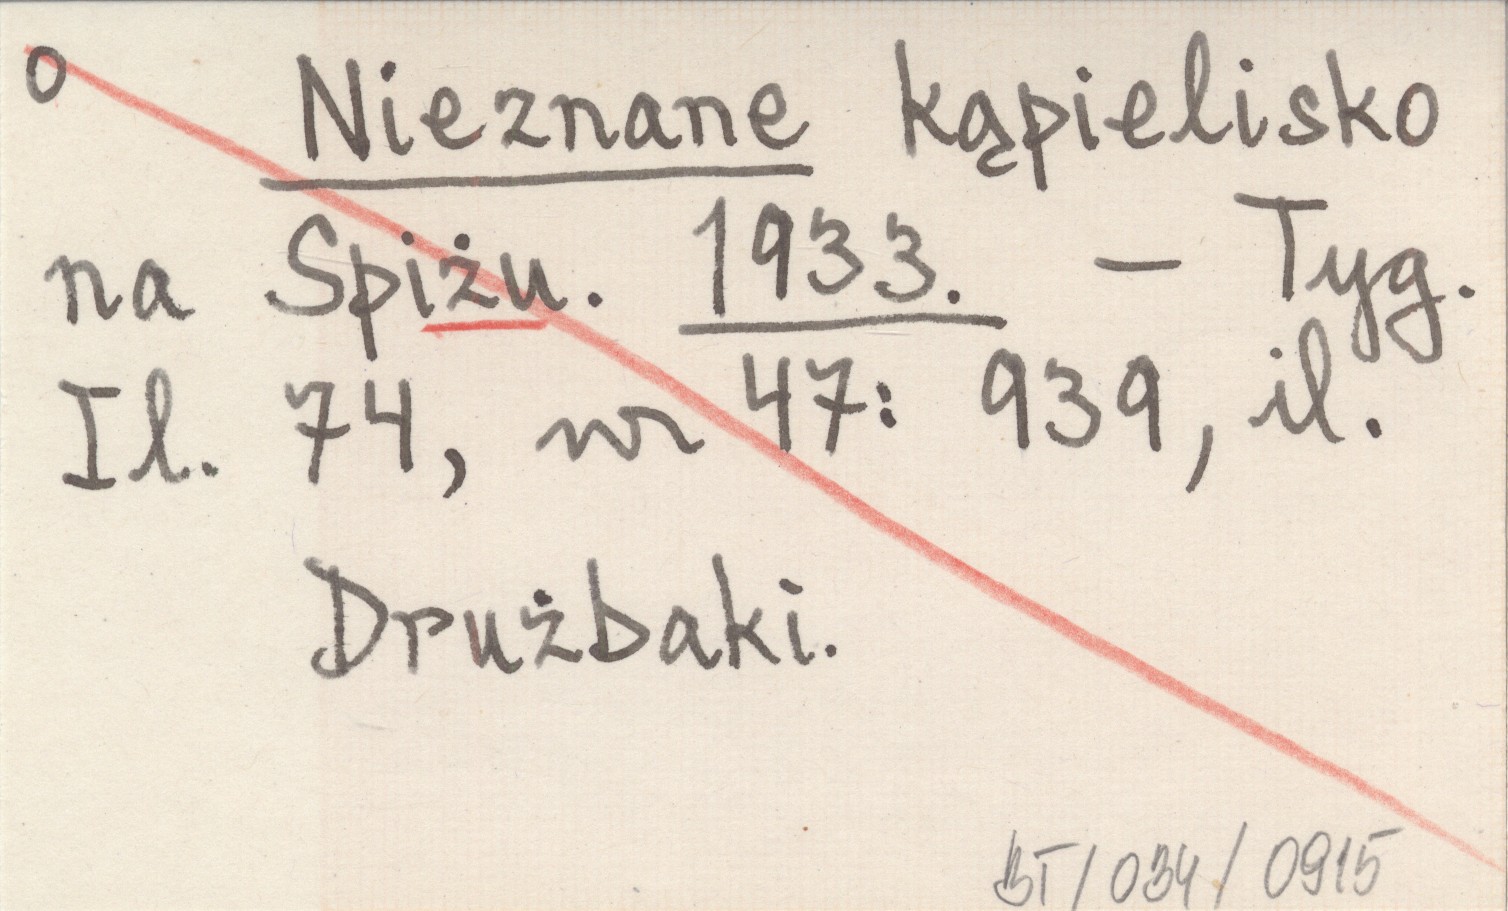 o Nieznane kąpielisko
na Spiżu. 1933. — Tyg.
Il. 74, nr 47: 939, il.
Drużbaki.
BT/034/0915